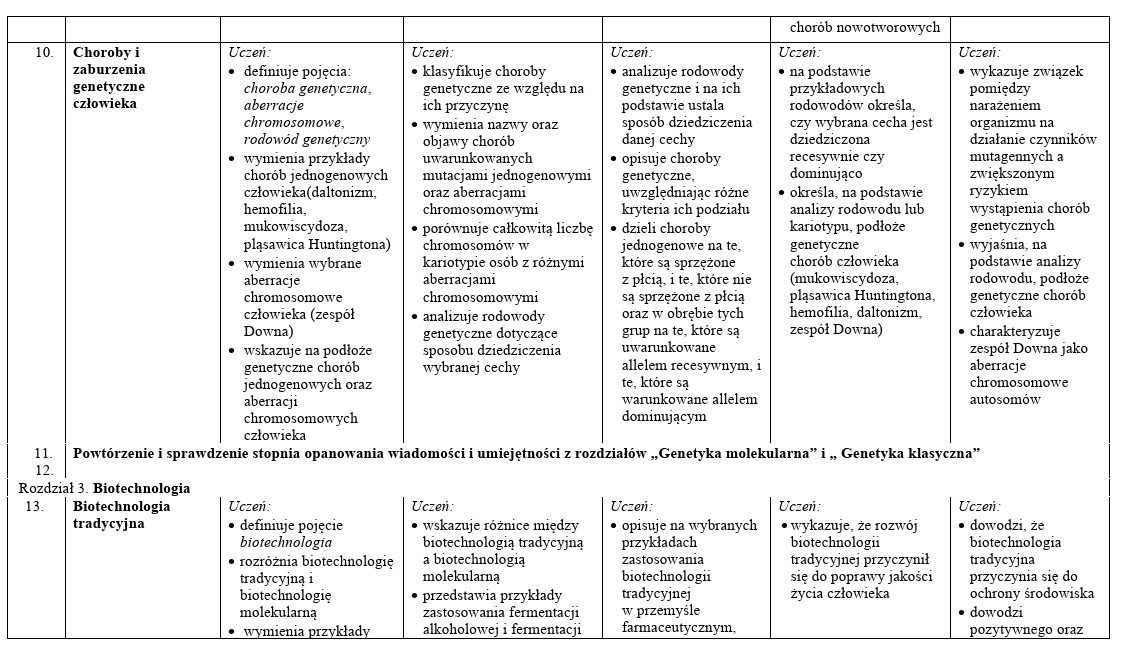 chorób nowotworowych
10.
Choroby i
zaburzenia
genetyczne
człowieka
Uczeń:
• definiuje pojęcia:
choroba genetyczna,
aberracje
chromosomowe,
rodowód genetyczny
• wymienia przykłady
chorób jednogenowych
człowieka(daltonizm,
hemofilia,
mukowiscydoza,
pląsawica Huntingtona)
• wymienia wybrane
aberracje
chromosomowe
człowieka (zespół
Downa)
• wskazuje na podłoże
genetyczne chorób
jednogenowych oraz
aberracji
chromosomowych
człowieka
Uczeń:
• klasyfikuje choroby
genetyczne ze względu na
ich przyczynę
• wymienia nazwy oraz
objawy chorób
uwarunkowanych
mutacjami jednogenowymi
oraz aberracjami
chromosomowymi
• porównuje całkowitą liczbę
chromosomów w
kariotypie osób z różnymi
aberracjami
chromosomowymi
• analizuje rodowody
genetyczne dotyczące
sposobu dziedziczenia
wybranej cechy
Uczeń:
• analizuje rodowody
genetyczne i na ich
podstawie ustala
sposób dziedziczenia
danej cechy
• opisuje choroby
genetyczne,
uwzględniając różne
kryteria ich podziału
• dzieli choroby
jednogenowe na te,
które są sprzężone
z płcią, i te, które nie
są sprzężone z płcią
oraz w obrębie tych
grup na te, które są
uwarunkowane
allelem recesywnym, i
te, które są
warunkowane allelem
dominującym
Uczeń:
• na podstawie
przykładowych
rodowodów określa,
czy wybrana cecha jest
dziedziczona
recesywnie czy
dominująco
• określa, na podstawie
analizy rodowodu lub
kariotypu, podłoże
genetyczne
chorób człowieka
(mukowiscydoza,
pląsawica Huntingtona,
hemofilia, daltonizm,
zespół Downa)
Uczeń:
• wykazuje związek
pomiędzy
narażeniem
organizmu na
działanie czynników
mutagennych a
zwiększonym
ryzykiem
wystąpienia chorób
genetycznych
• wyjaśnia, na
podstawie analizy
rodowodu, podłoże
genetyczne chorób
człowieka
• charakteryzuje
zespół Downa jako
aberracje
chromosomowe
autosomów
11.
12.
Powtórzenie i sprawdzenie stopnia opanowania wiadomości i umiejętności z rozdziałów „Genetyka molekularna” i „ Genetyka klasyczna”
Rozdział 3. Biotechnologia
13.
Biotechnologia
tradycyjna
Uczeń:
• definiuje pojęcie
biotechnologia
• rozróżnia biotechnologię
tradycyjną i
biotechnologię
molekularną
• wymienia przykłady
Uczeń:
• wskazuje różnice między
biotechnologią tradycyjną
a biotechnologią
molekularną
• przedstawia przykłady
zastosowania fermentacji
alkoholowej i fermentacji
Uczeń:
• opisuje na wybranych
przykładach
zastosowania
biotechnologii
tradycyjnej
w przemyśle
farmaceutycznym,
Uczeń:
• wykazuje, że rozwój
biotechnologii
tradycyjnej przyczynił
się do poprawy jakości
życia człowieka
Uczeń:
• dowodzi, że
biotechnologia
tradycyjna
przyczynia się do
ochrony środowiska
• dowodzi
pozytywnego oraz